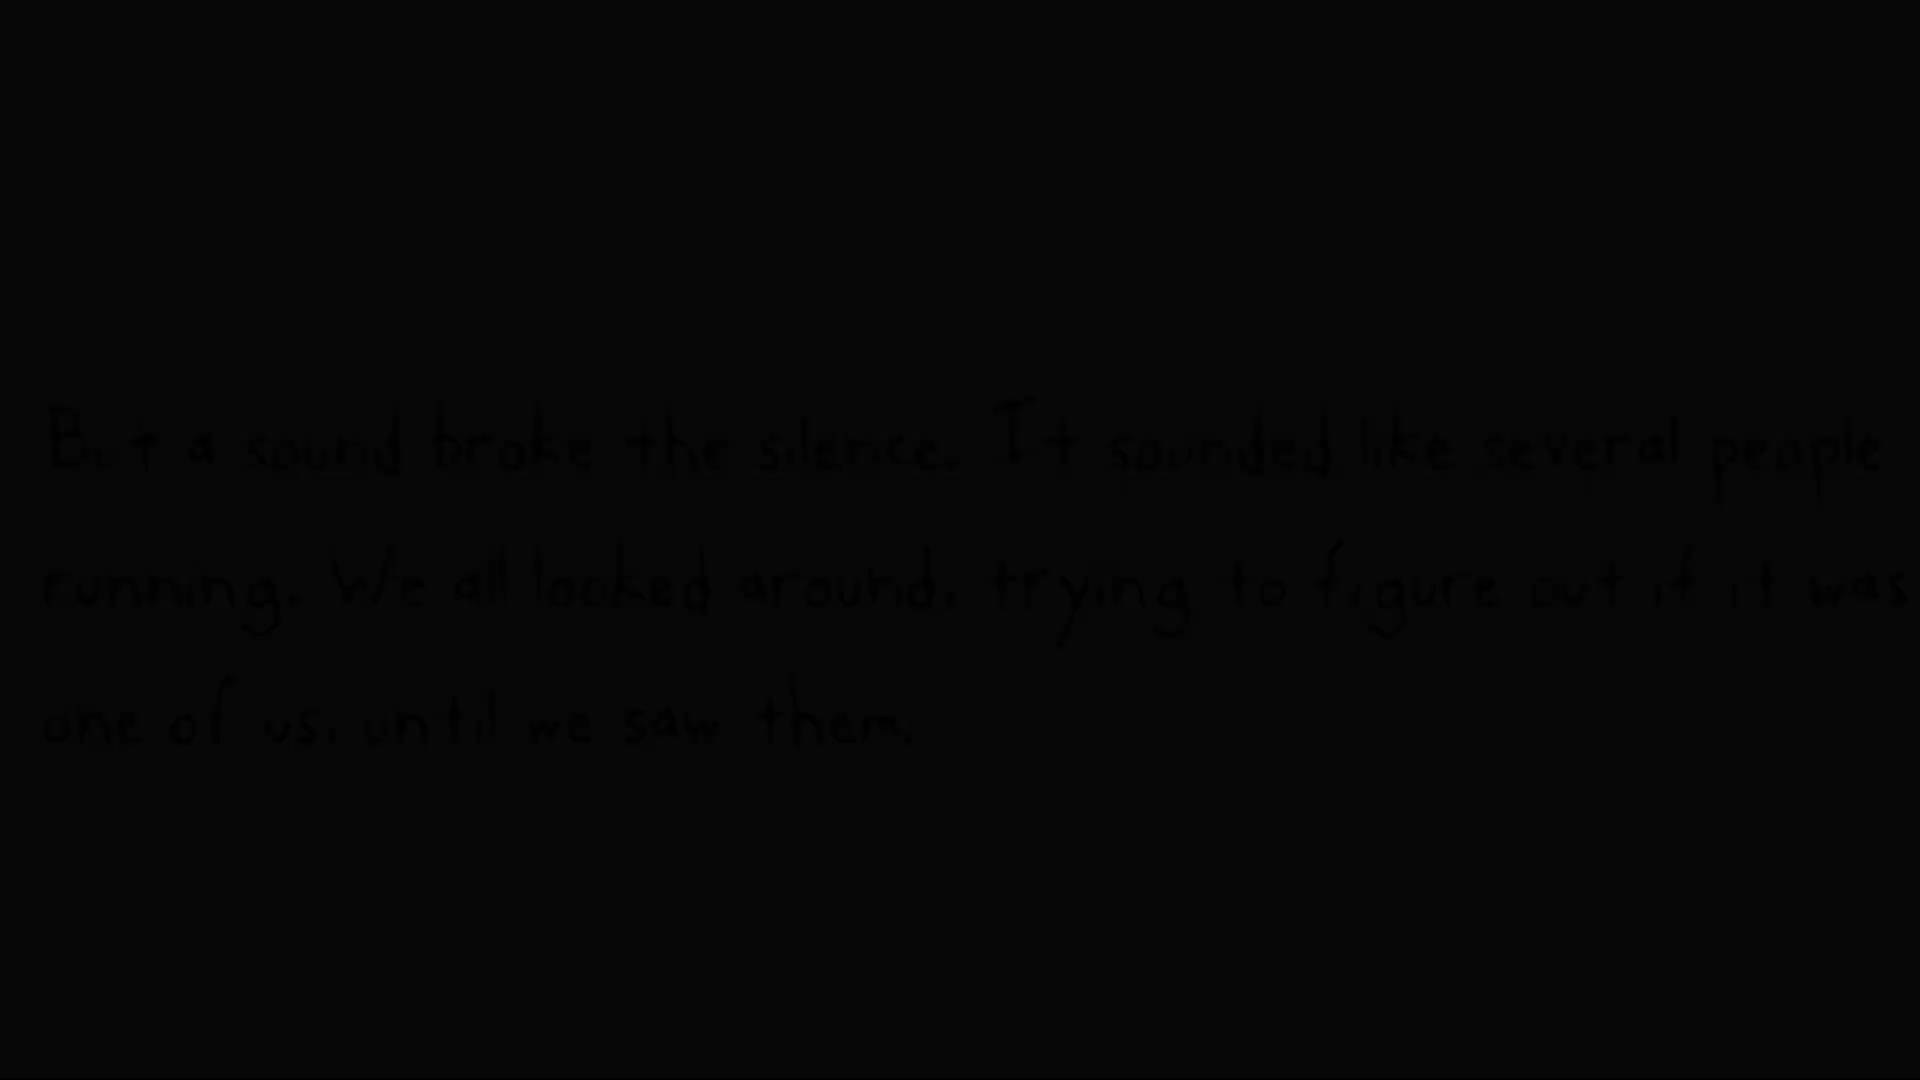 But a sound broke the silence. It sounded like several people
running. We all looked around, trying to figure out if it was
one of us, until we saw them.